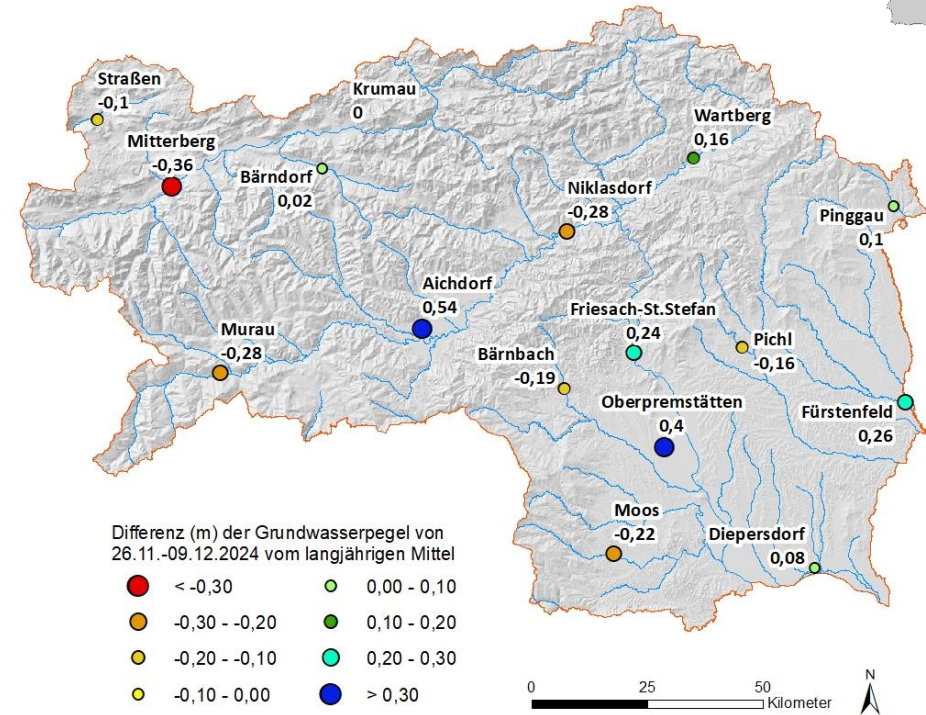 Straßen
-0,1
Krumau
0
Wartberg
0,16
Mitterberg
-0,36
Bärndorf
0,02
Niklasdorf
-0,28
Pinggau
0,1
Aichdorf
0,54
Friesach-St.Stefan
0,24
Murau
-0,28
Bärnbach
-0,19
Pichl
-0,16
Oberpremstätten
0,4
Fürstenfeld
0,26
Moos
-0,22
Diepersdorf
0,08
Differenz (m) der Grundwasserpegel von
26.11.-09.12.2024 vom langjährigen Mittel
< -0,30
-0,30 - -0,20
-0,20 - -0,10
-0,10 - 0,00
0,00 - 0,10
0,10 - 0,20
0,20 - 0,30
> 0,30
0 25 50
Kilometer
N